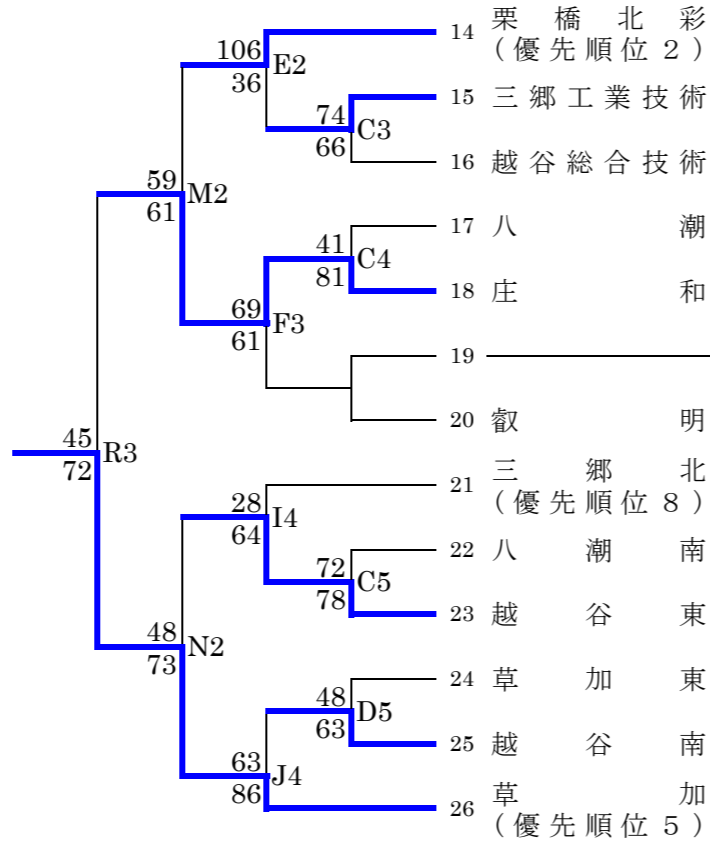 14 栗橋北彩
(優先順位2)
106
36
E2
15 三郷工業技術
74
66
C3
16 越谷総合技術
59
61
M2
17 八潮
41
81
C4
18 庄和
69
61
F3
19
20 叡明
45
72
R3
21 三郷北
(優先順位8)
28
64
I4
22 八潮南
72
78
C5
23 越谷東
48
73
N2
24 草加東
48
63
D5
25 越谷南
63
86
J4
26 草加
(優先順位5)